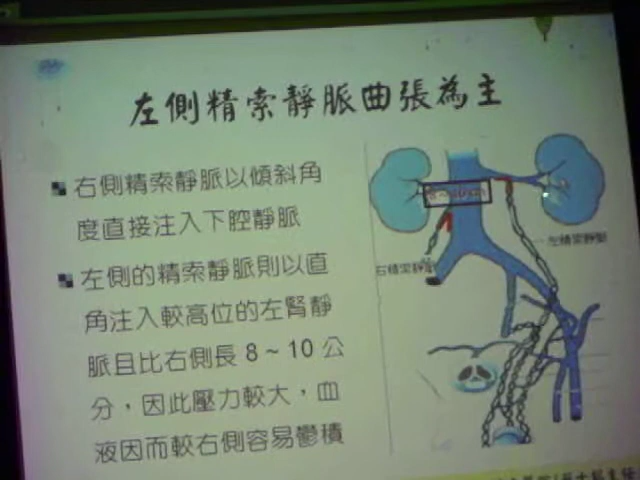 左側精索靜脈曲張為主
右側精索靜脈以傾斜角
度直接注入下腔靜脈
左側的精索靜脈則以直
角注入較高位的左腎靜
脈且比右側長 8 ~ 10 公
分，因此壓力較大，血
液因而較右側容易鬱積
左精索靜脈
右精索靜脈